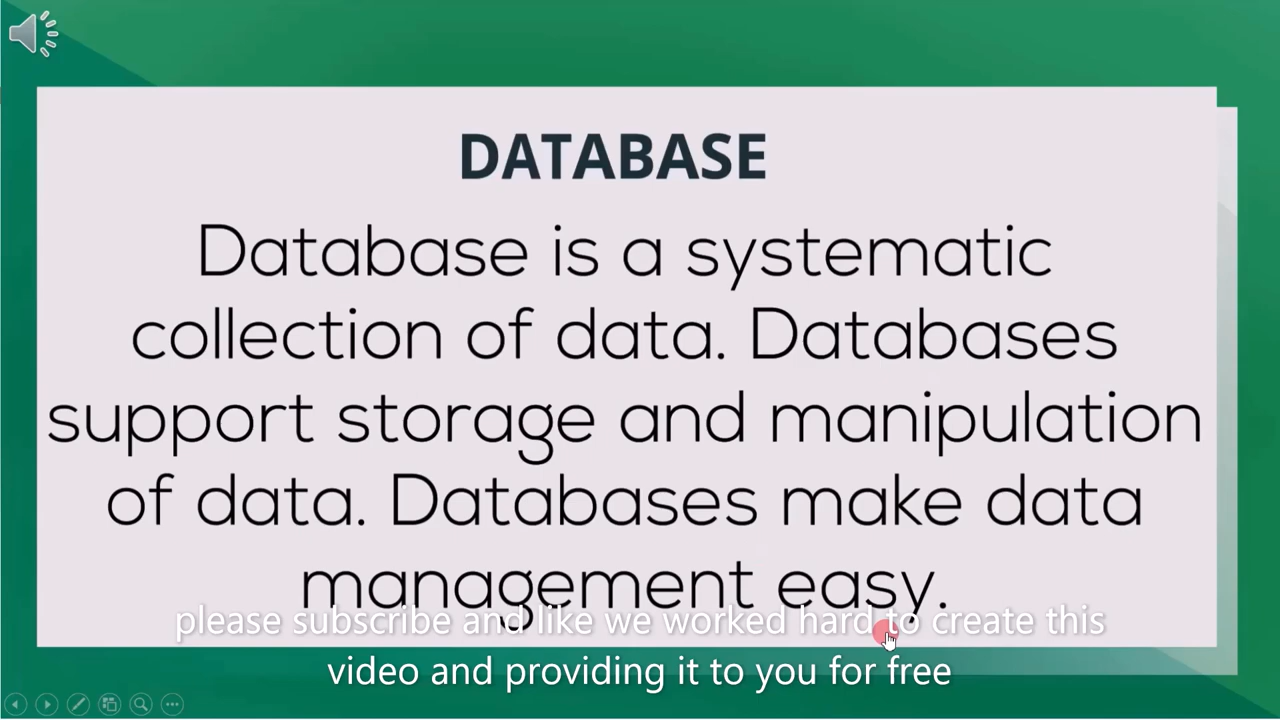 DATABASE
Database is a systematic
collection of data. Databases
support storage and manipulation
of data. Databases make data
management easy.
please subscribe and like we worked hard to create this
video and providing it to you for free